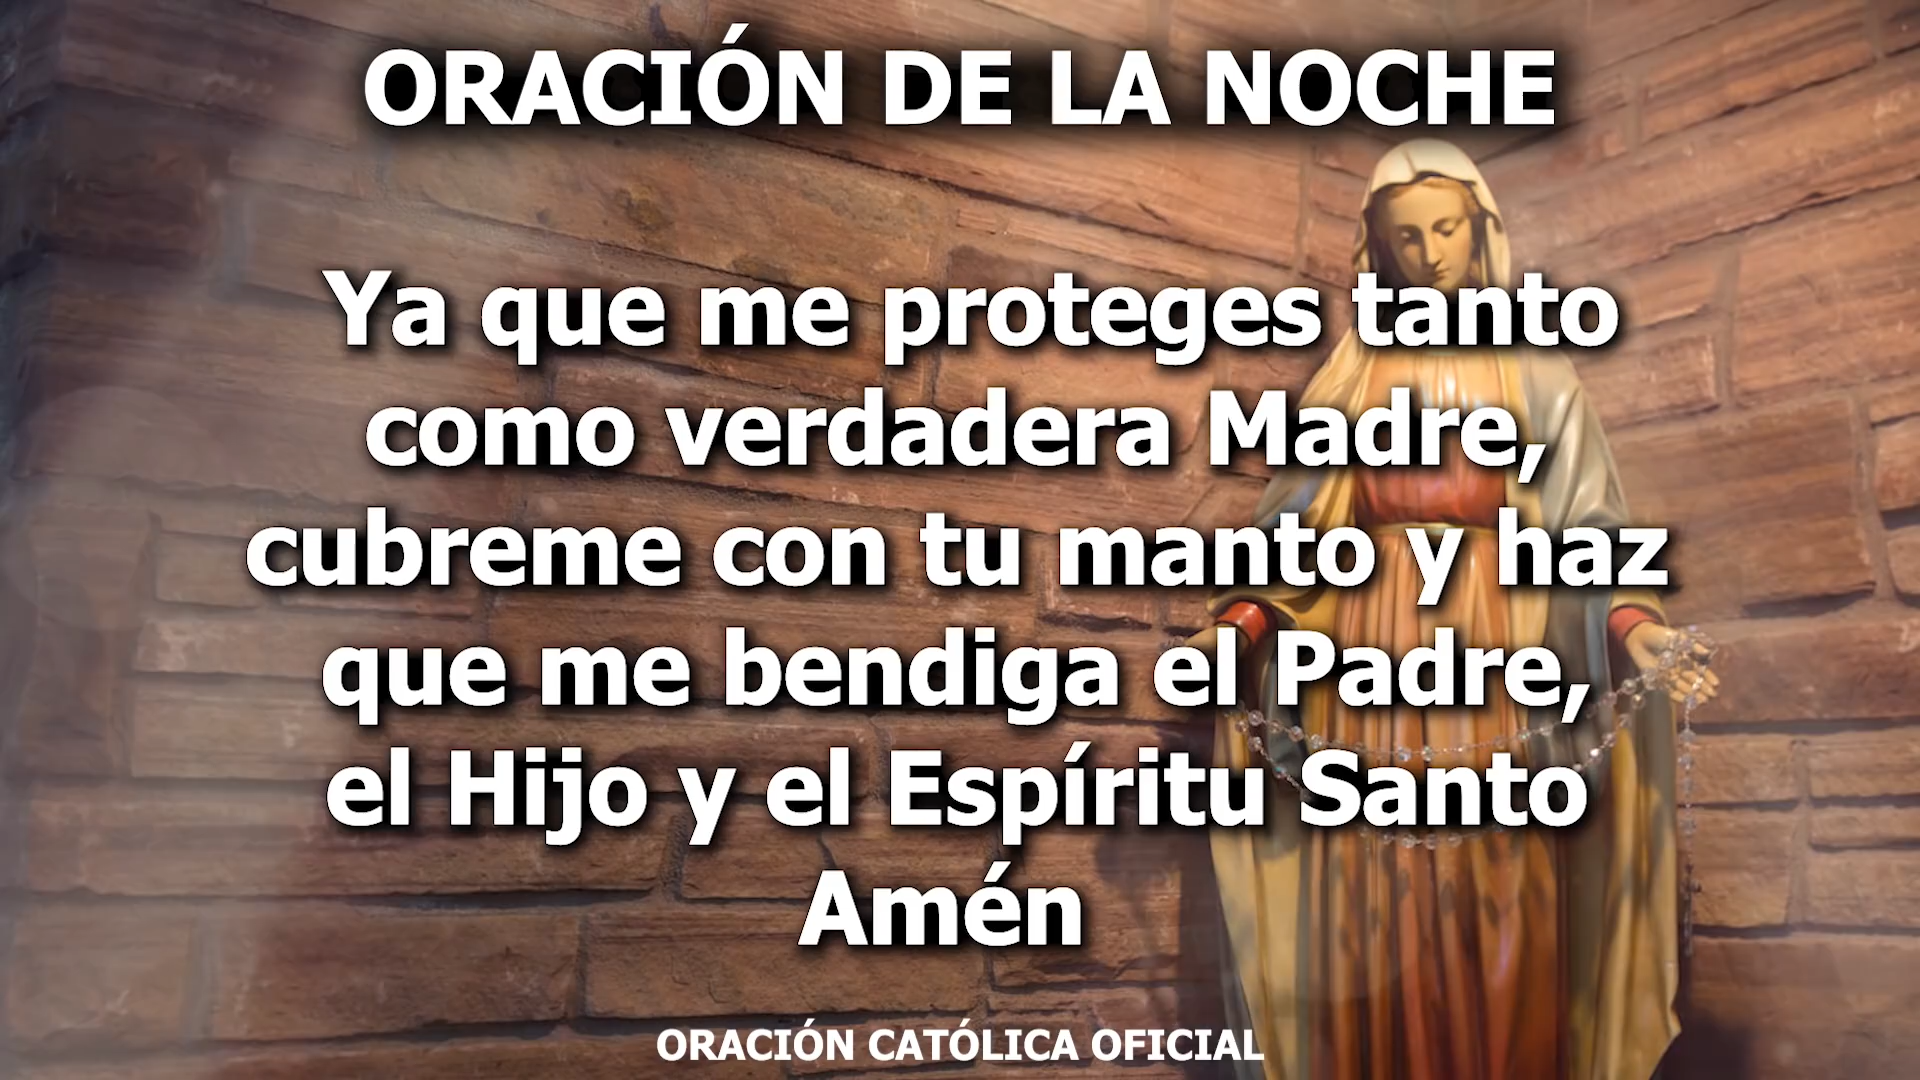 ORACIÓN DE LA NOCHE
Ya que me proteges tanto
como verdadera Madre,
cubreme con tu manto y haz
que me bendiga el Padre,
el Hijo y el Espíritu Santo
Amén
ORACIÓN CATÓLICA OFICIAL